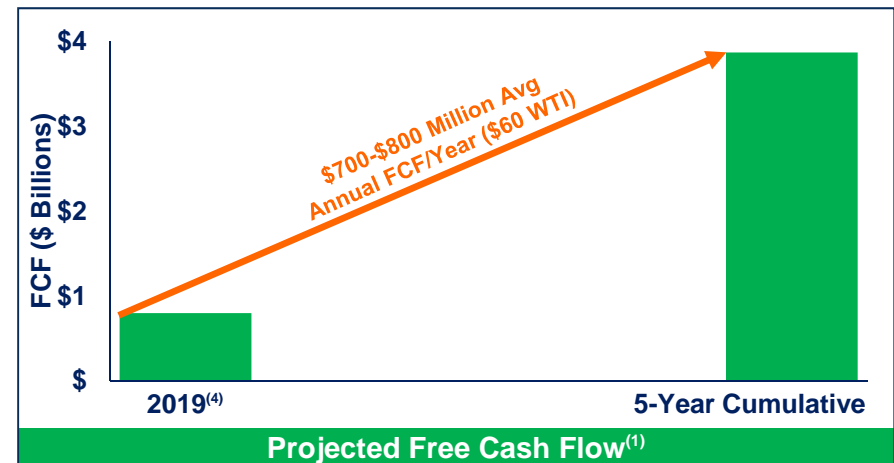 $4
$3
$2
$1
$
FCF ($ Billions)
$700-$800 Million Avg
Annual FCF/Year ($60 WTI)
2019(4)
5-Year Cumulative
Projected Free Cash Flow(1)